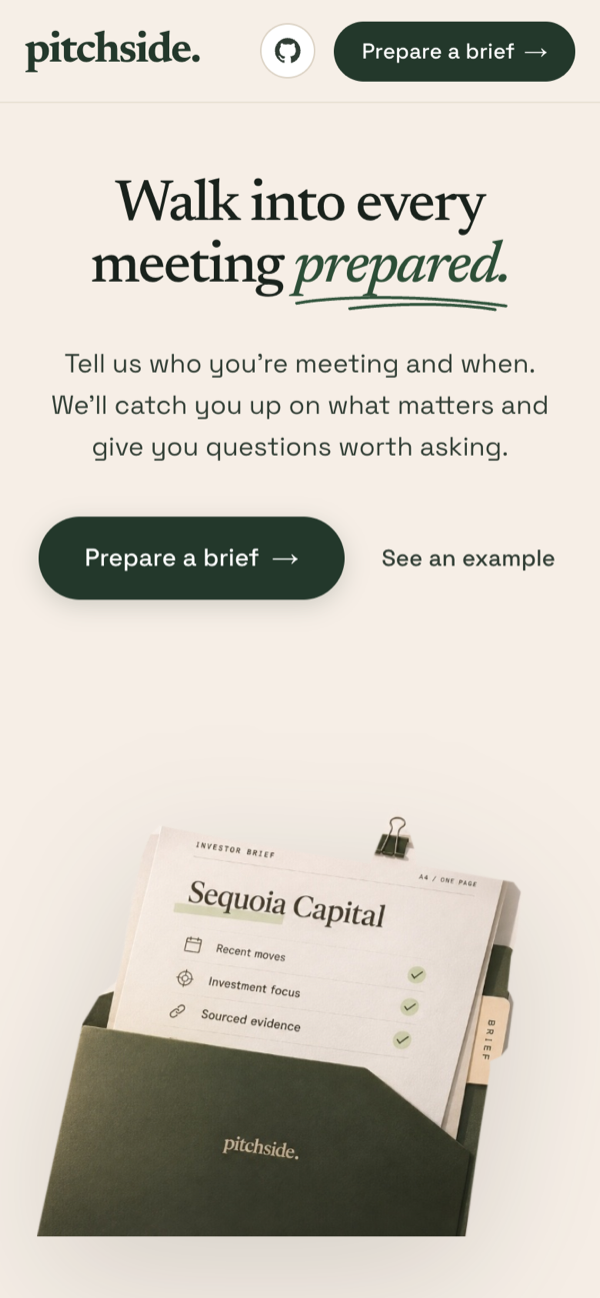 pitchside.
Prepare a brief →
Walk into every
meeting prepared.
Tell us who you’re meeting and when.
We’ll catch you up on what matters and
give you questions worth asking.
Prepare a brief →
See an example
INVESTOR BRIEF
A4 / ONE PAGE
Sequoia Capital
Recent moves
Investment focus
Sourced evidence
BRIEF
pitchside.